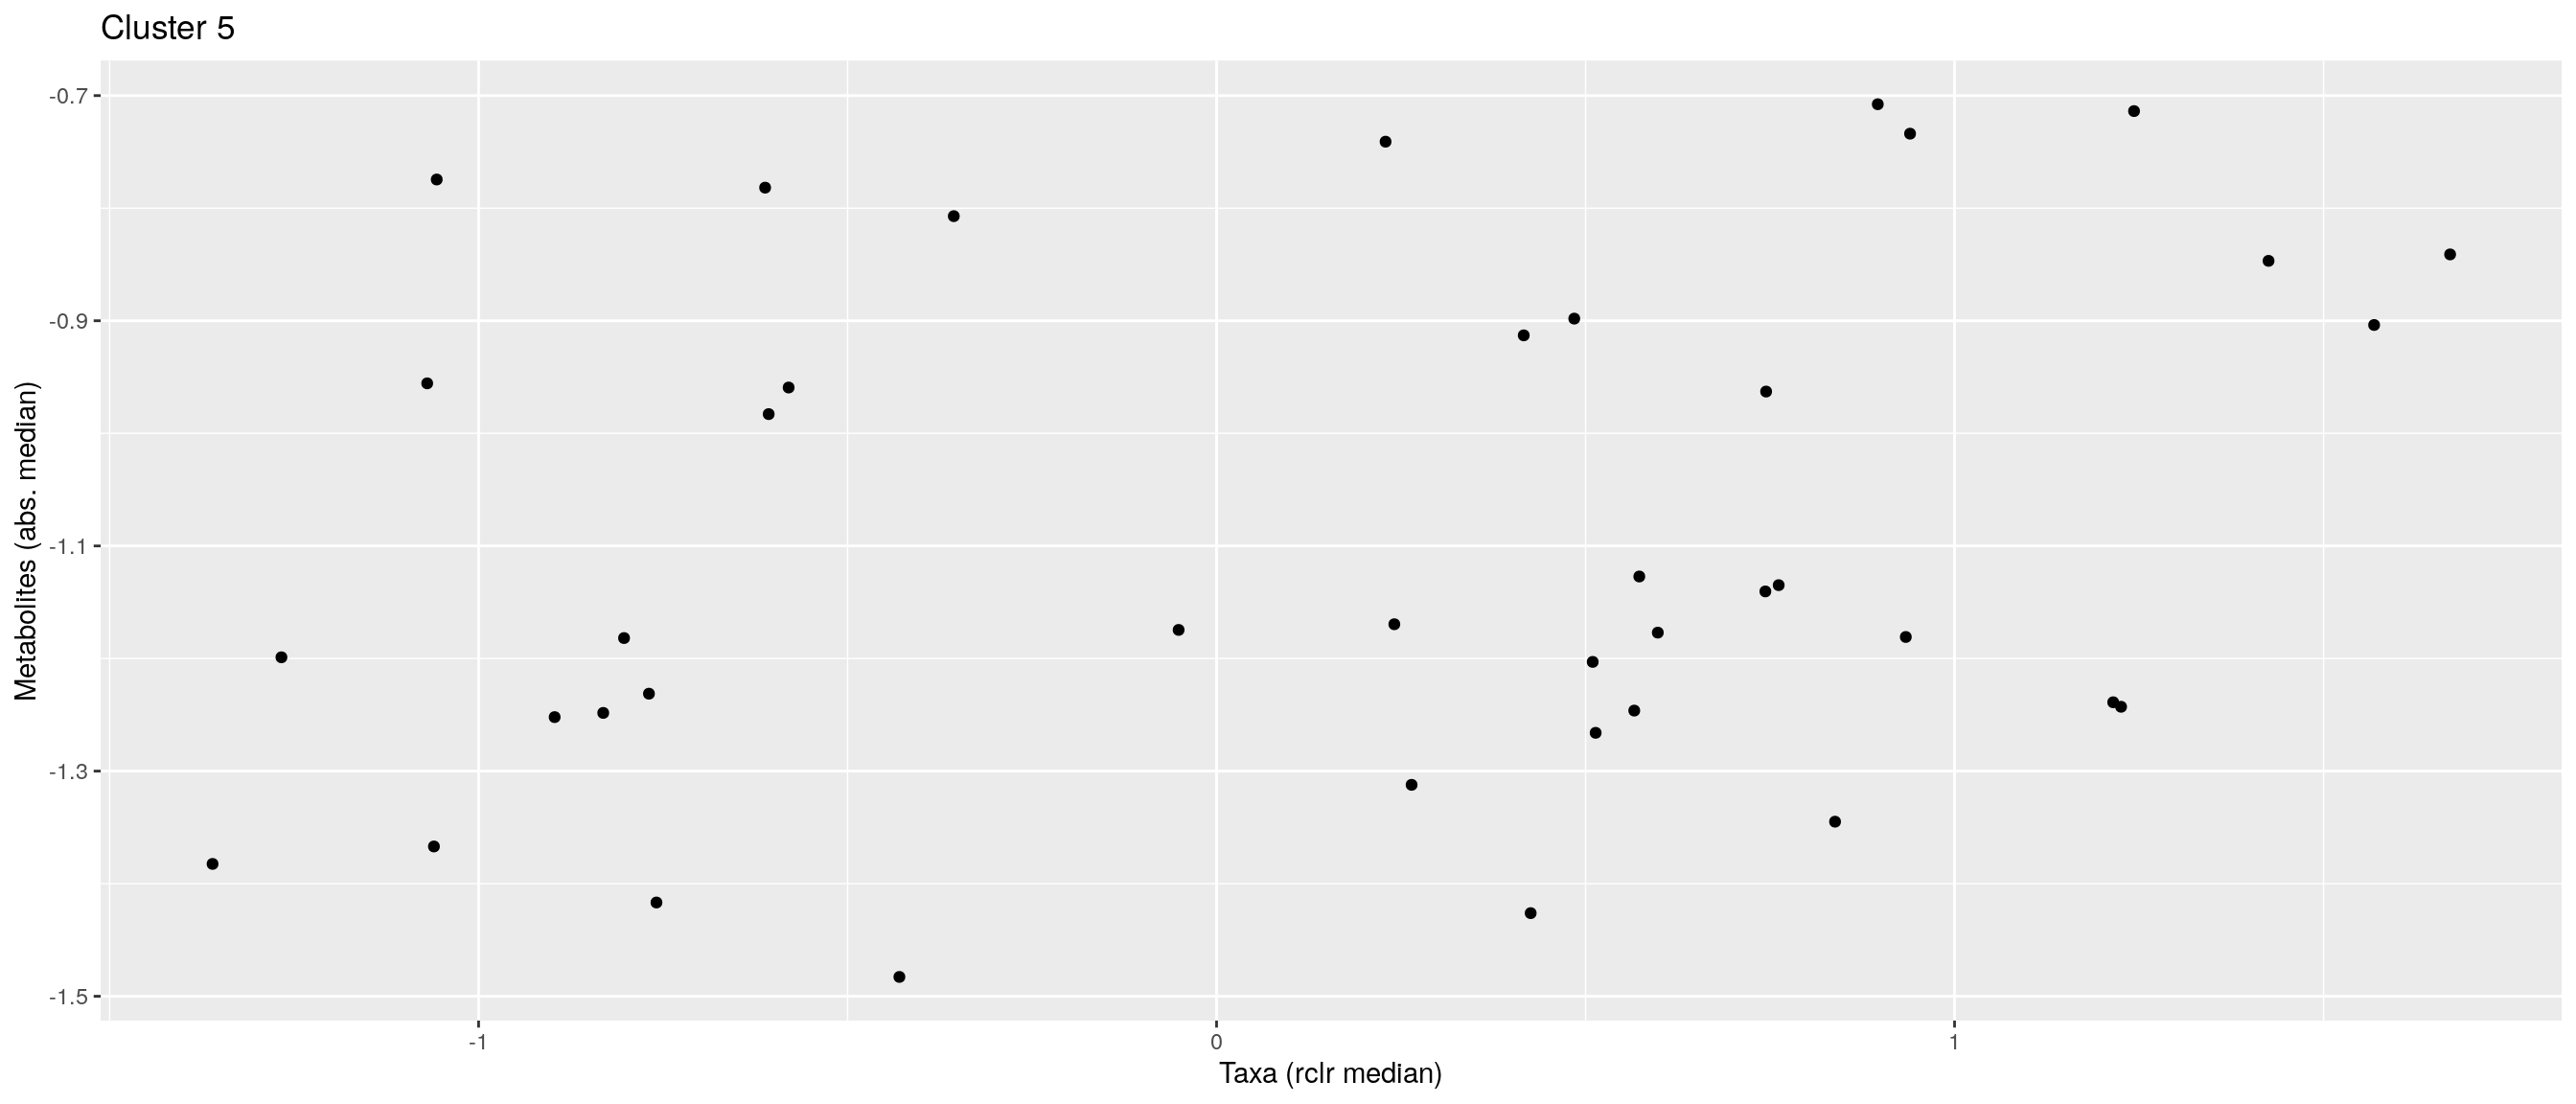 Cluster 5
-0.7
-0.9
-1.1
-1.3
-1.5
Metabolites (abs. median)
-1
0
1
Taxa (rclr median)